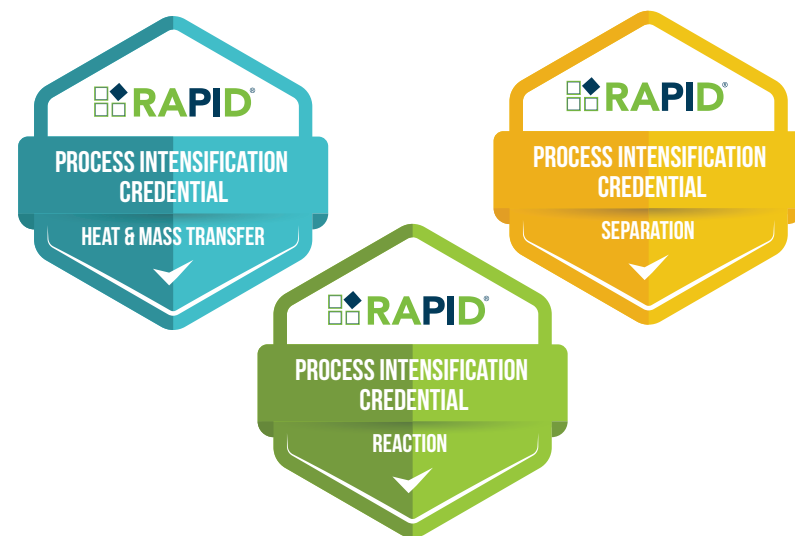 RAPID®
PROCESS INTENSIFICATION
CREDENTIAL
HEAT & MASS TRANSFER
RAPID®
PROCESS INTENSIFICATION
CREDENTIAL
SEPARATION
RAPID®
PROCESS INTENSIFICATION
CREDENTIAL
REACTION